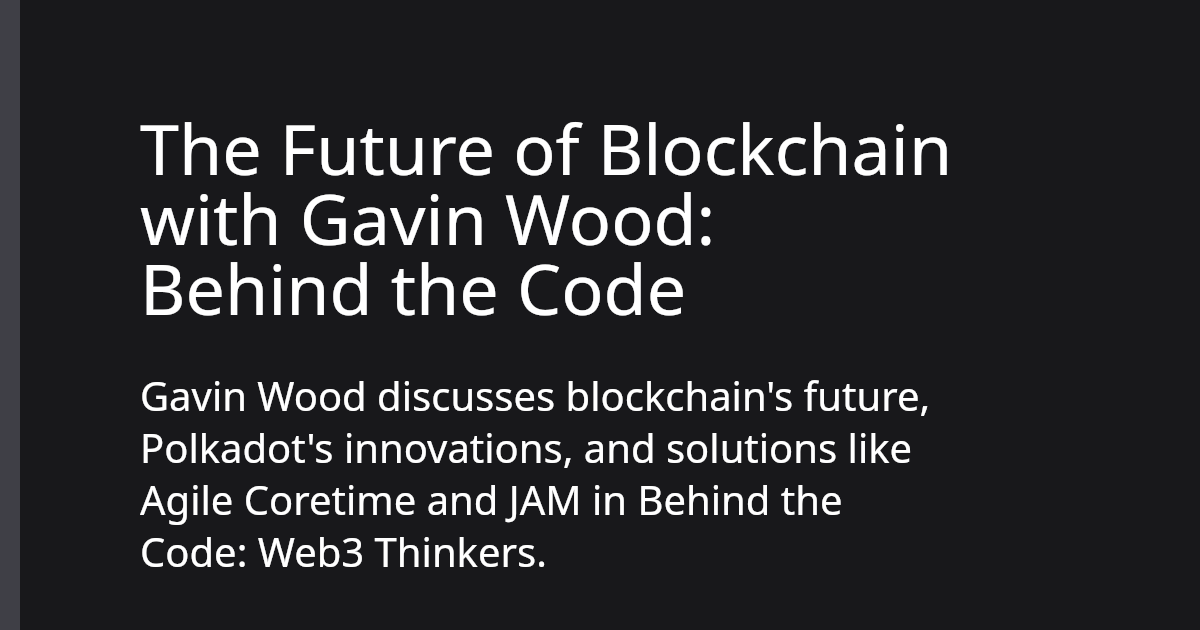 The Future of Blockchain
with Gavin Wood:
Behind the Code
Gavin Wood discusses blockchain's future,
Polkadot's innovations, and solutions like
Agile Coretime and JAM in Behind the
Code: Web3 Thinkers.